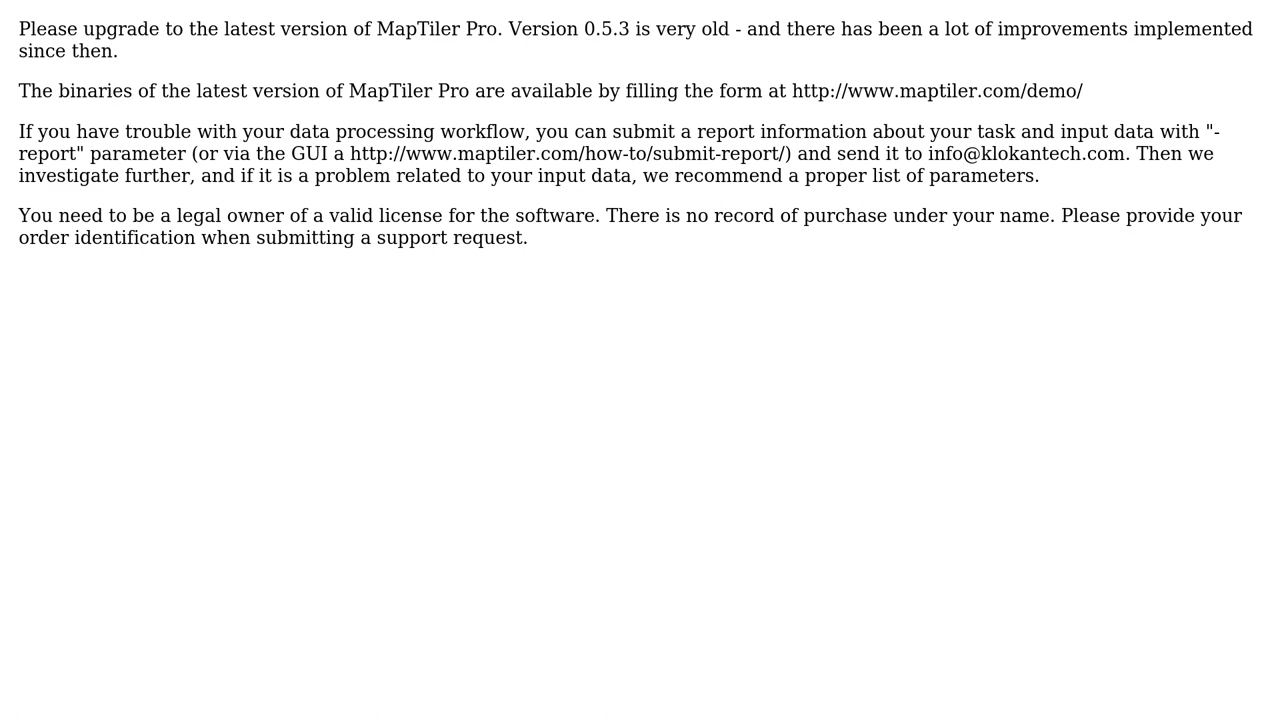 Please upgrade to the latest version of MapTiler Pro. Version 0.5.3 is very old - and there has been a lot of improvements implemented
since then.
The binaries of the latest version of MapTiler Pro are available by filling the form at http://www.maptiler.com/demo/
If you have trouble with your data processing workflow, you can submit a report information about your task and input data with "-
report" parameter (or via the GUI a http://www.maptiler.com/how-to/submit-report/) and send it to info@klokantech.com. Then we
investigate further, and if it is a problem related to your input data, we recommend a proper list of parameters.
You need to be a legal owner of a valid license for the software. There is no record of purchase under your name. Please provide your
order identification when submitting a support request.